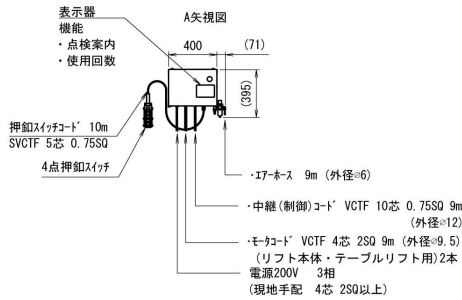 表示器
機能
・点検案内
・使用回数
A矢視図
400
(71)
(395)
押釦スイッチコード 10m
SVCTF 5芯 0.75SQ
4点押釦スイッチ
・エアーホース 9m (外径∅6)
・中継(制御)コード VCTF 10芯 0.75SQ 9m
(外径∅12)
・モータコード VCTF 4芯 2SQ 9m (外径∅9.5)
(リフト本体・テーブルリフト用)2本
電源200V 3相
(現地手配 4芯 2SQ以上)